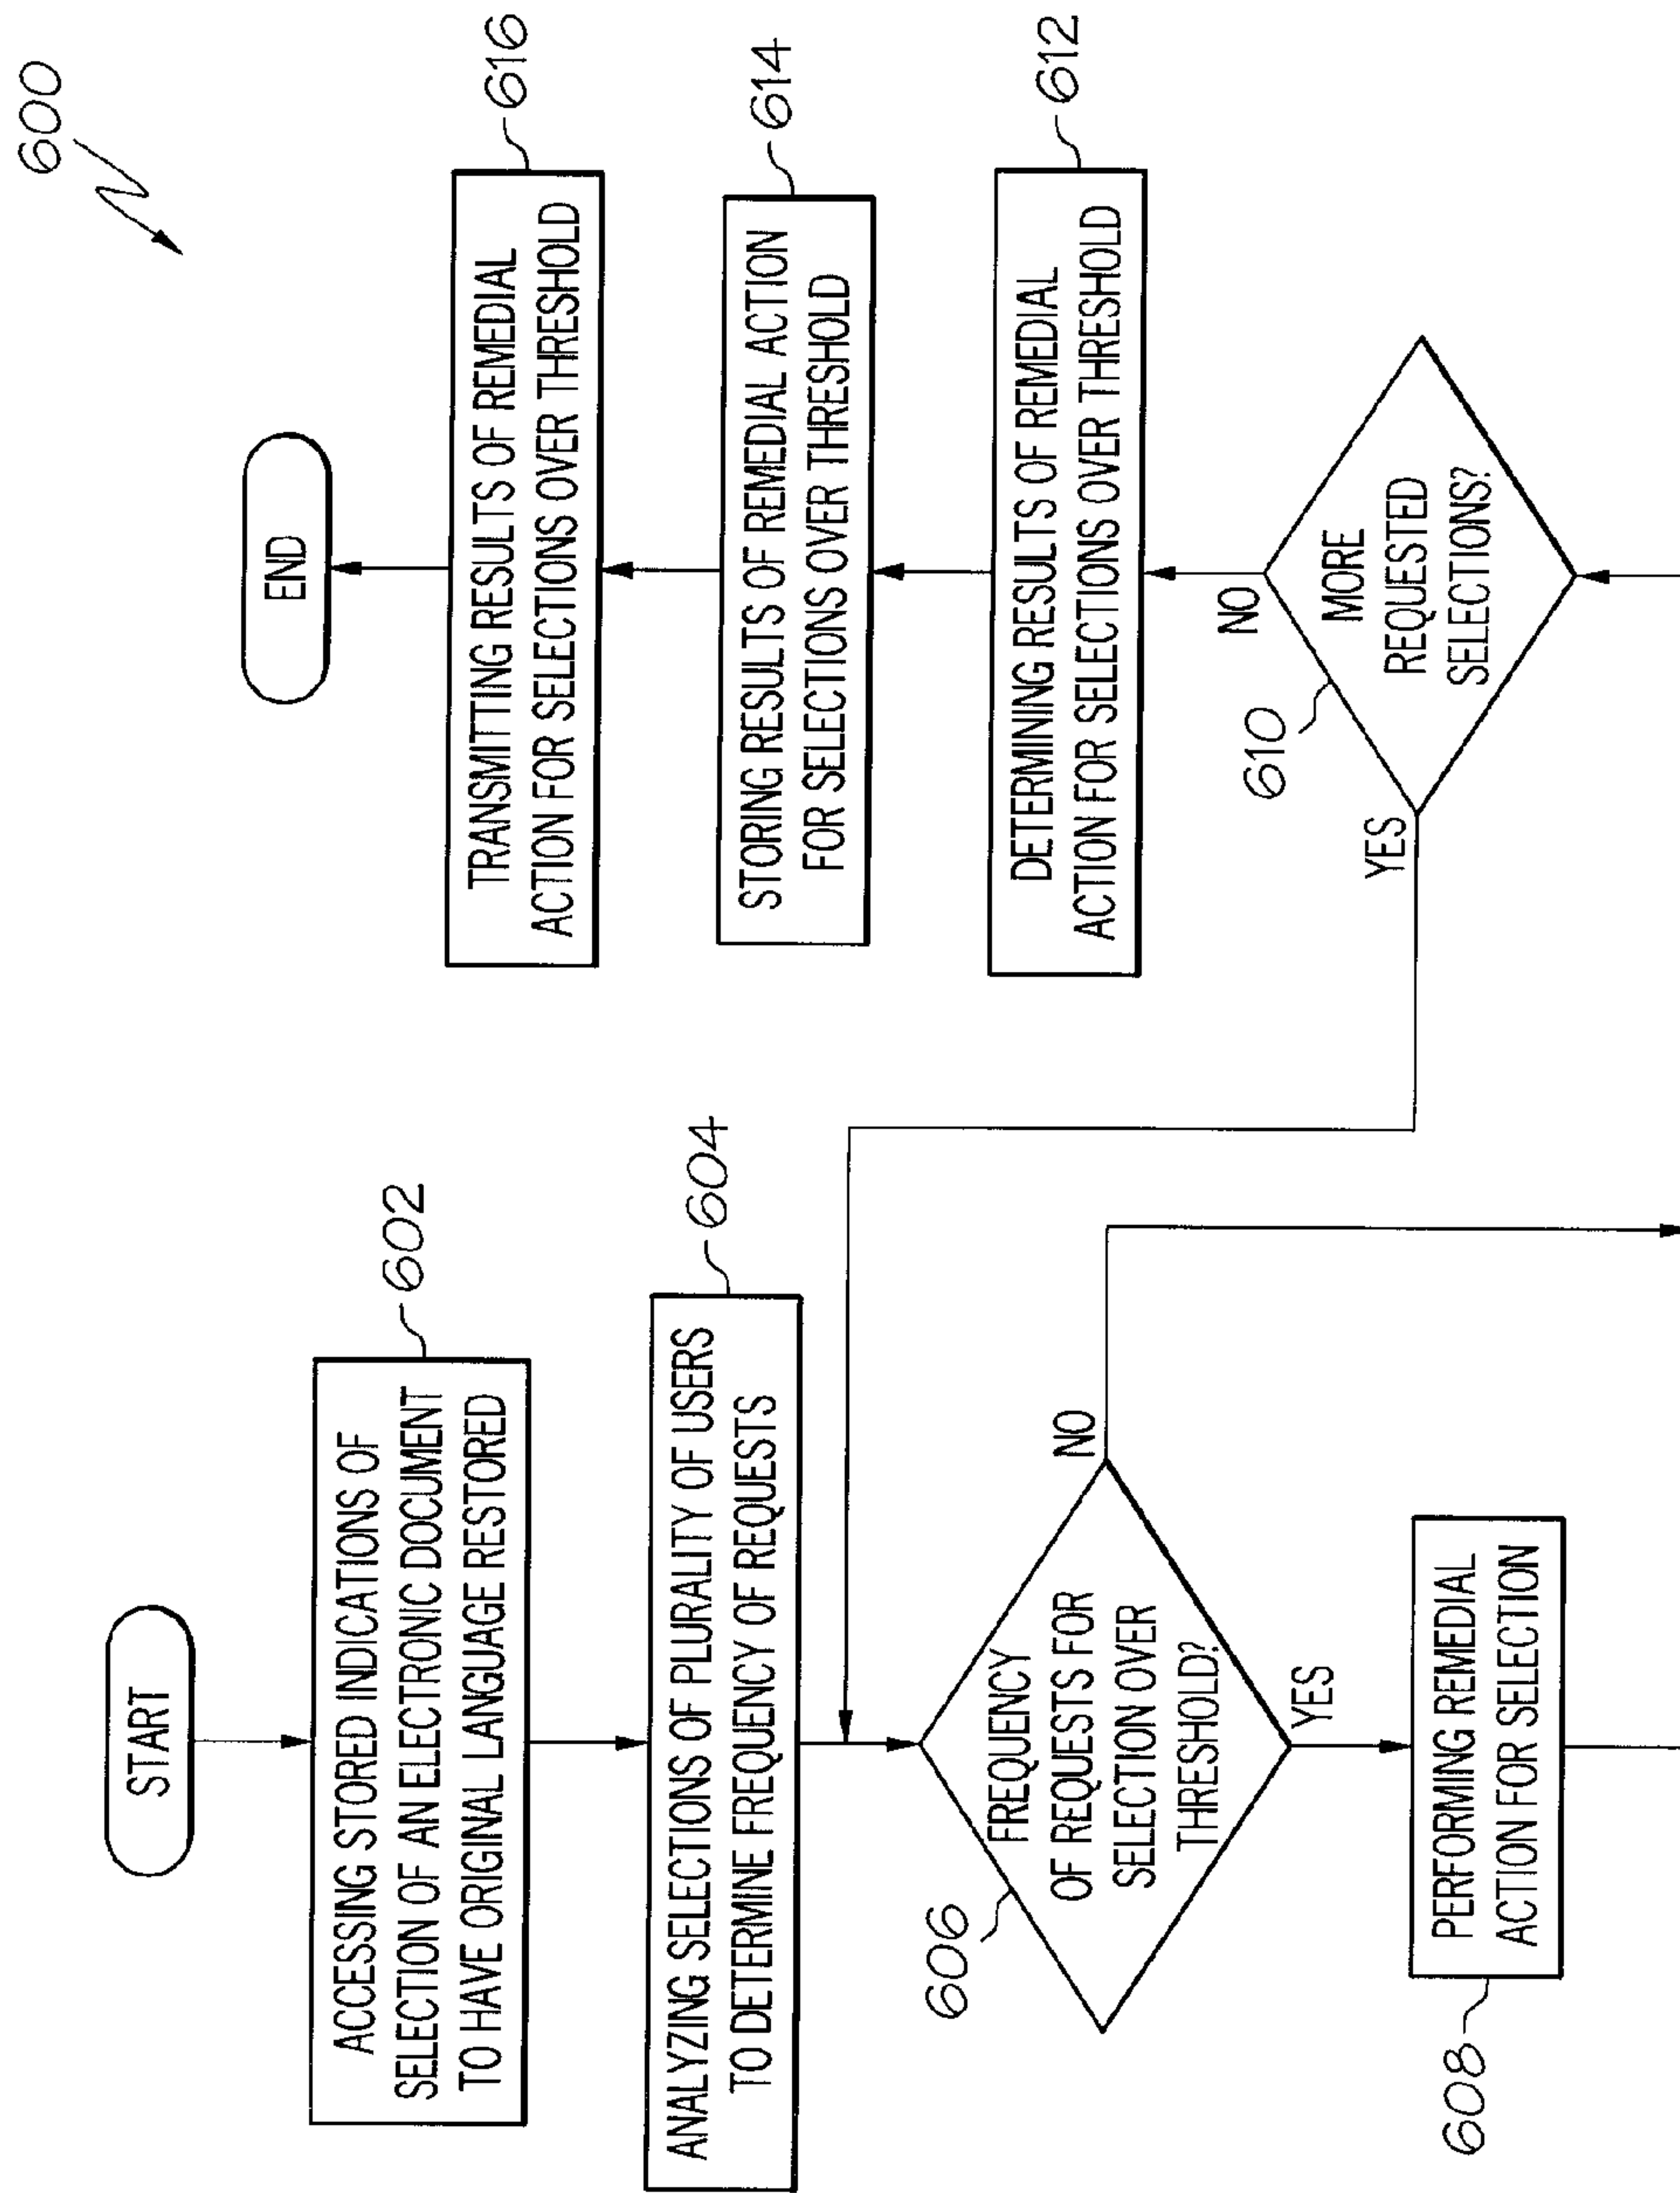 600
START
ACCESSING STORED INDICATIONS OF
SELECTION OF AN ELECTRONIC DOCUMENT
TO HAVE ORIGINAL LANGUAGE RESTORED
602
ANALYZING SELECTIONS OF PLURALITY OF USERS
TO DETERMINE FREQUENCY OF REQUESTS
604
FREQUENCY
OF REQUESTS FOR
SELECTION OVER
THRESHOLD?
606
NO
YES
PERFORMING REMEDIAL
ACTION FOR SELECTION
608
MORE
REQUESTED
SELECTIONS?
610
YES
NO
DETERMINING RESULTS OF REMEDIAL
ACTION FOR SELECTIONS OVER THRESHOLD
612
STORING RESULTS OF REMEDIAL ACTION
FOR SELECTIONS OVER THRESHOLD
614
TRANSMITTING RESULTS OF REMEDIAL
ACTION FOR SELECTIONS OVER THRESHOLD
616
END